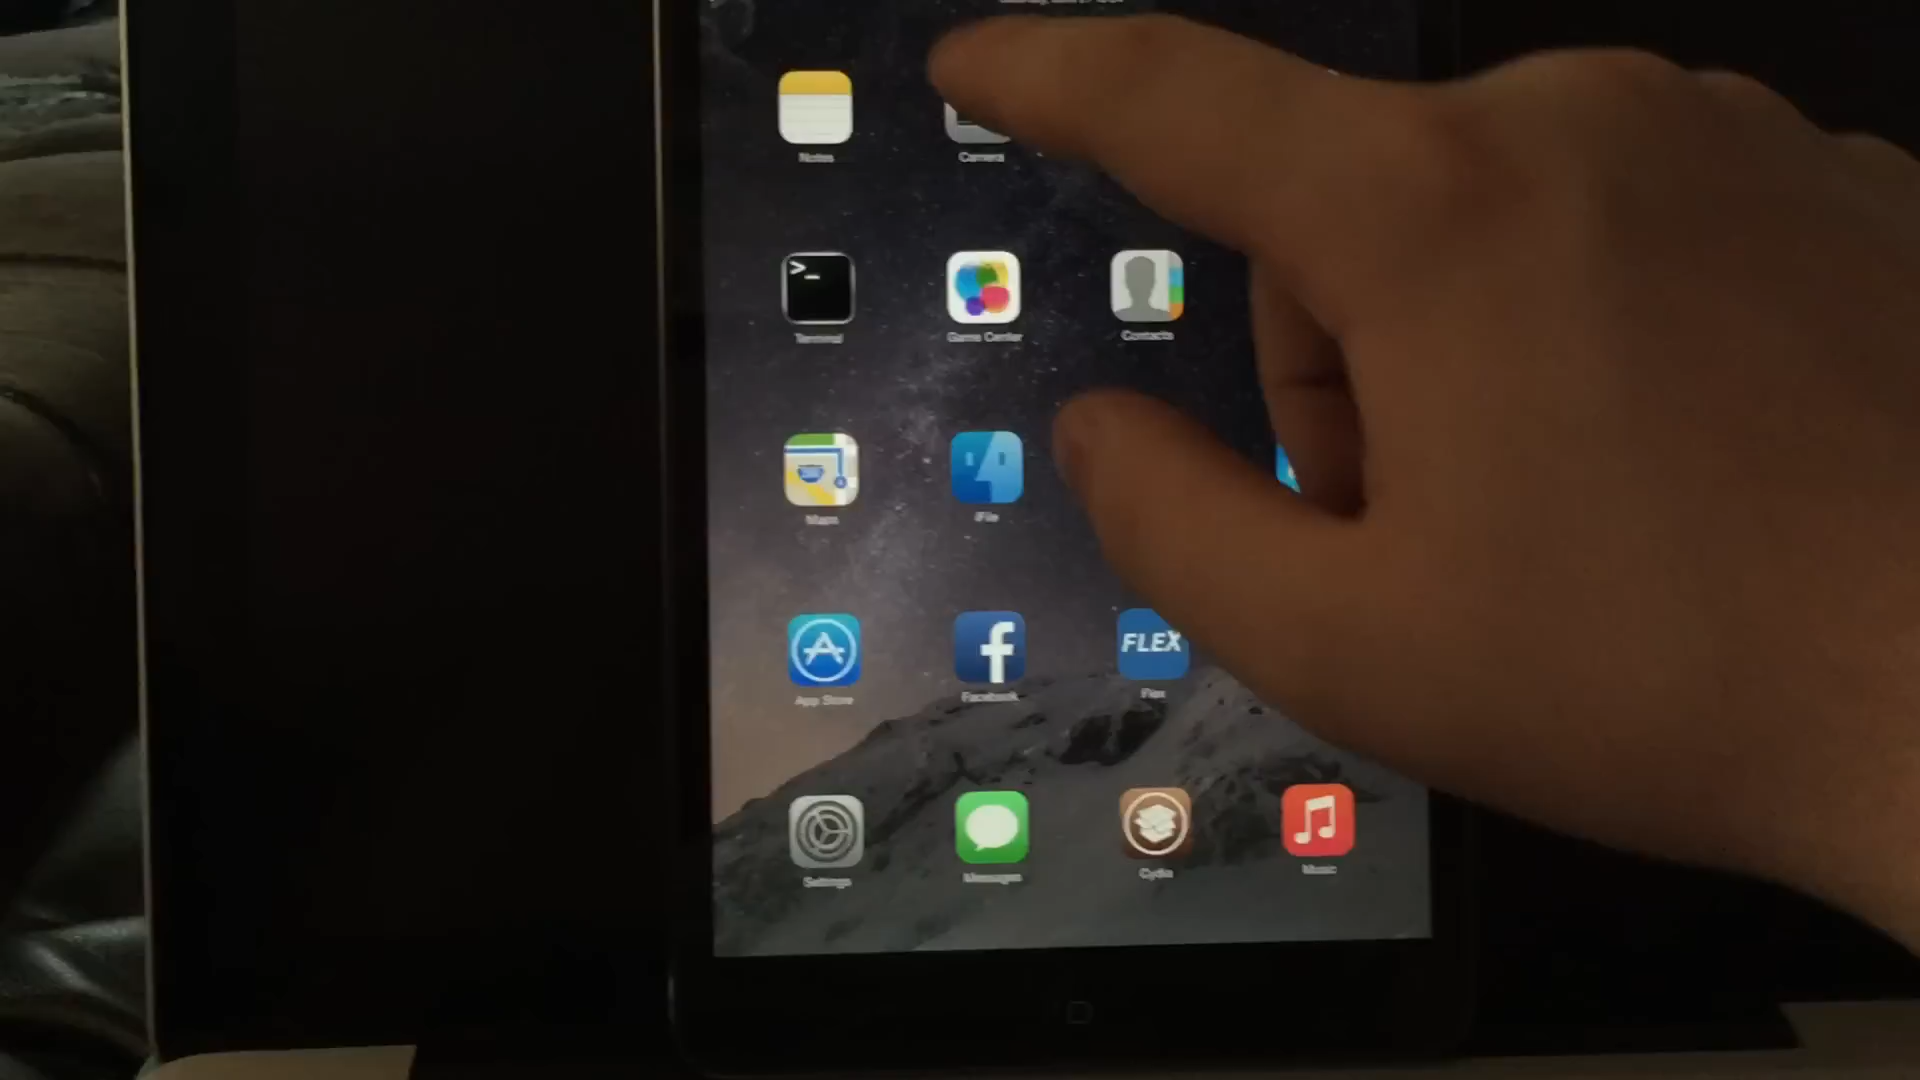 Notes
Camera
>_
Terminal
Game Center
Contacts
Maps
iFile
App Store
Facebook
FLEX
Flex
Settings
Messages
Cydia
Music